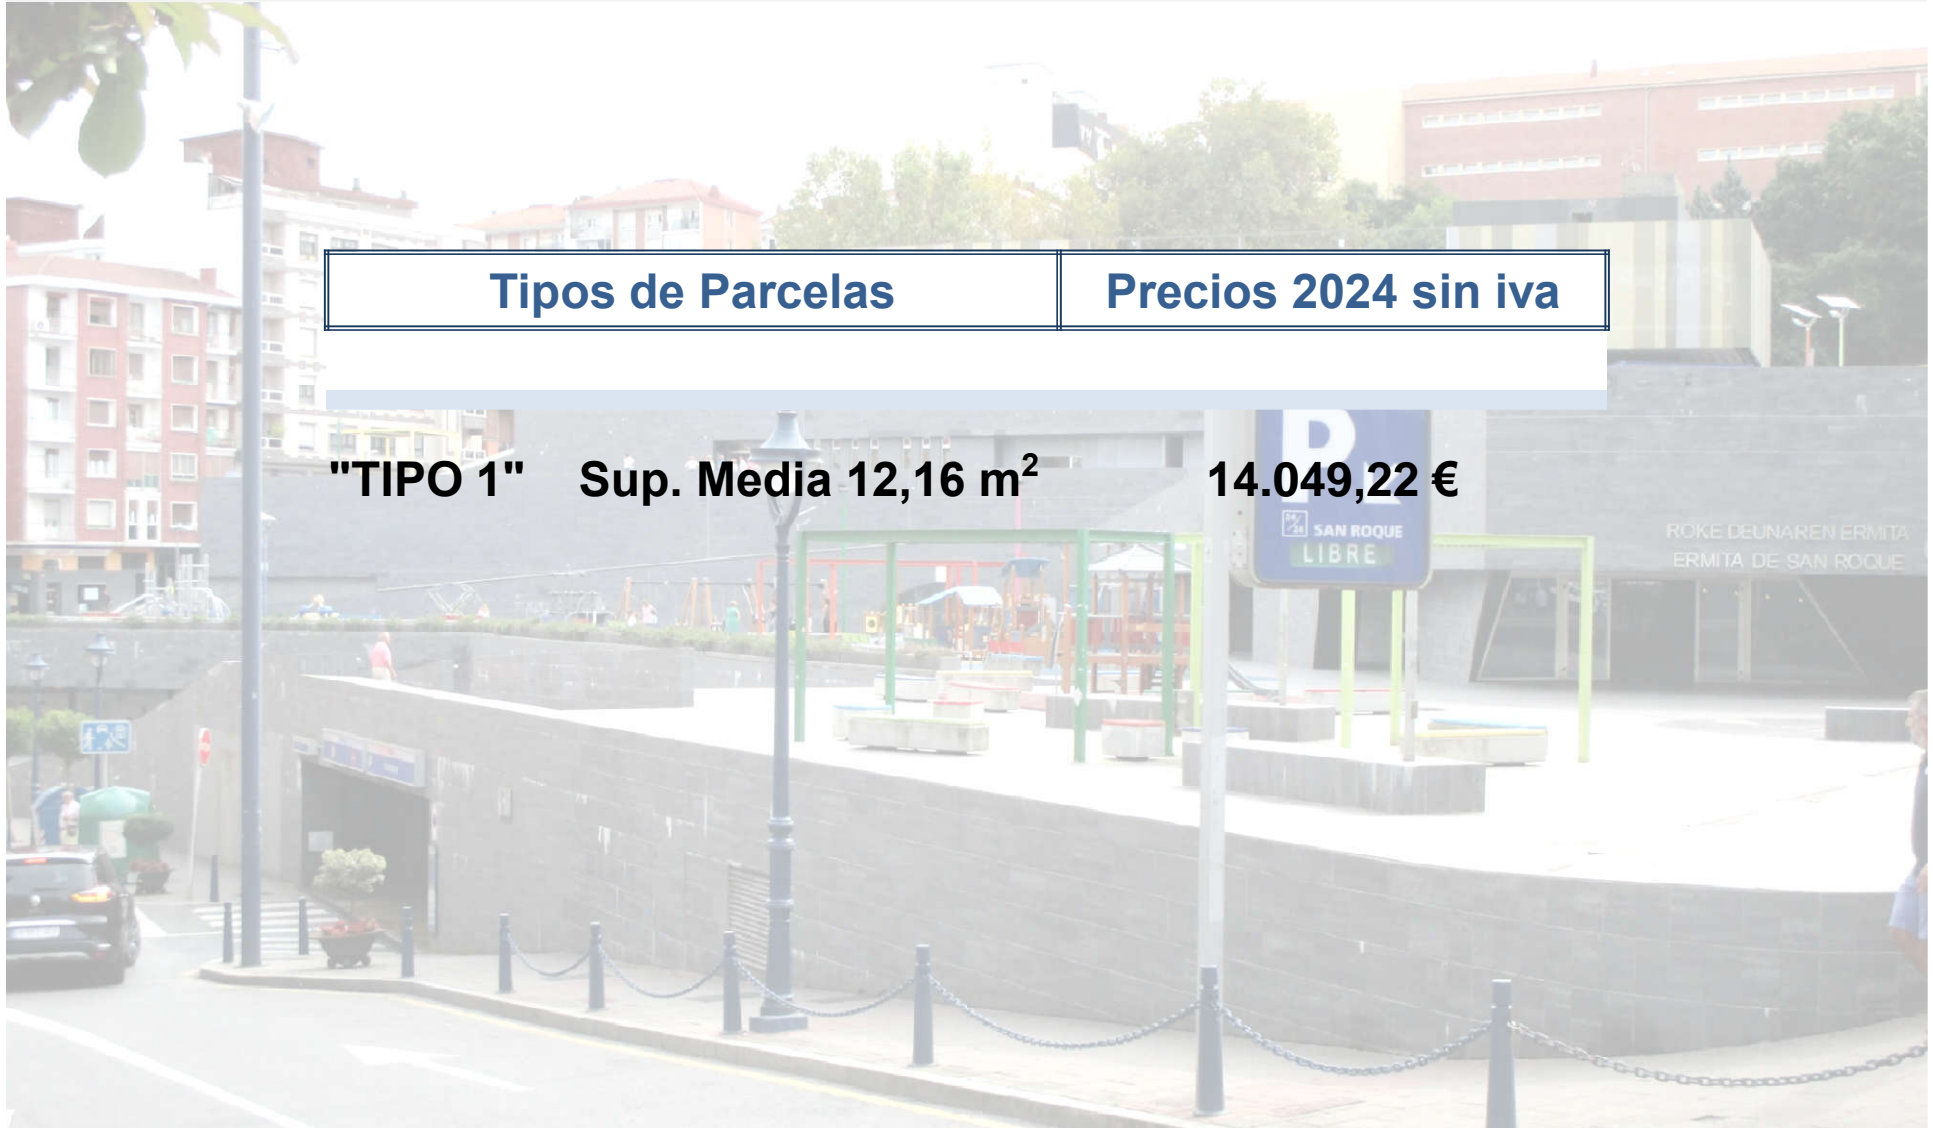 Tipos de Parcelas Precios 2024 sin iva
"TIPO 1" Sup. Media 12,16 m² 14.049,22 €
SAN ROQUE
LIBRE
ROKE DEUNAREN ERMITA
ERMITA DE SAN ROQUE